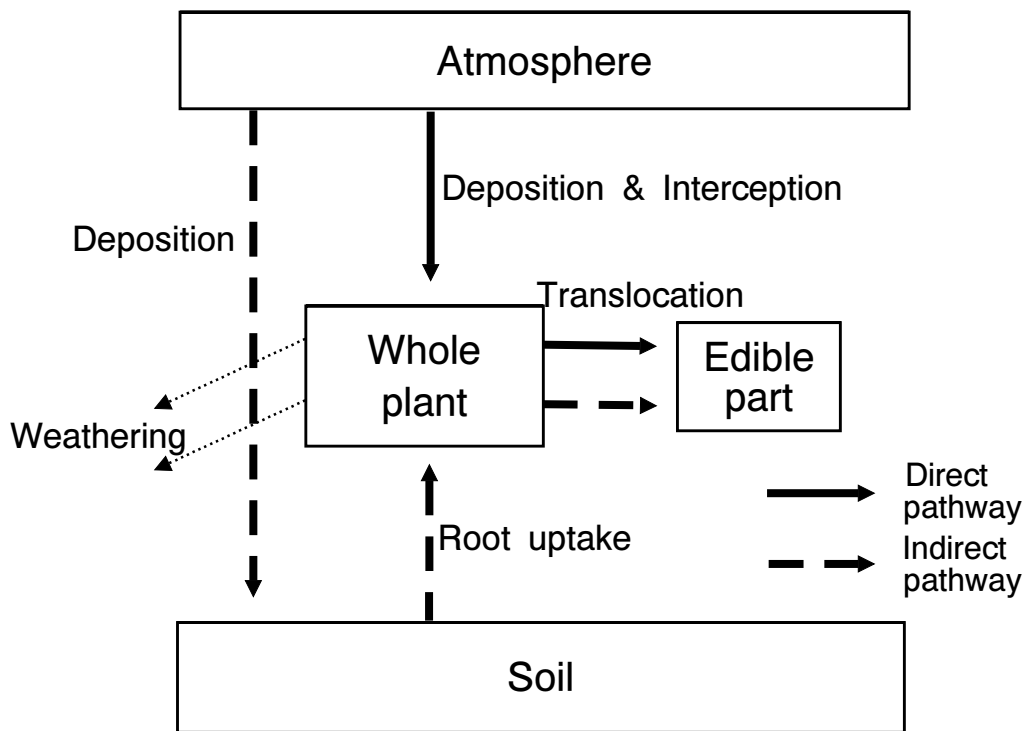 Atmosphere
Deposition & Interception
Deposition
Translocation
Whole
plant
Edible
part
Weathering
Direct
pathway
Root uptake
Indirect
pathway
Soil